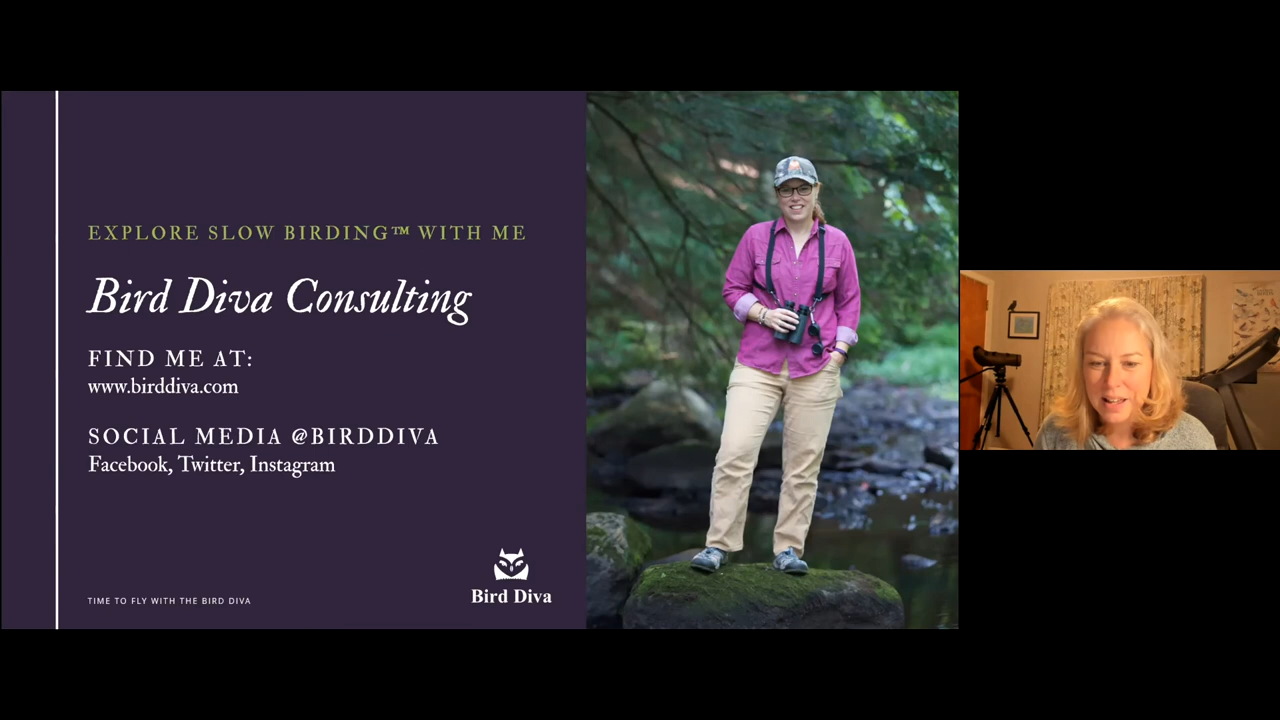 EXPLORE SLOW BIRDING™ WITH ME
Bird Diva Consulting
FIND ME AT:
www.birddiva.com
SOCIAL MEDIA @BIRDDIVA
Facebook, Twitter, Instagram
TIME TO FLY WITH THE BIRD DIVA
Bird Diva